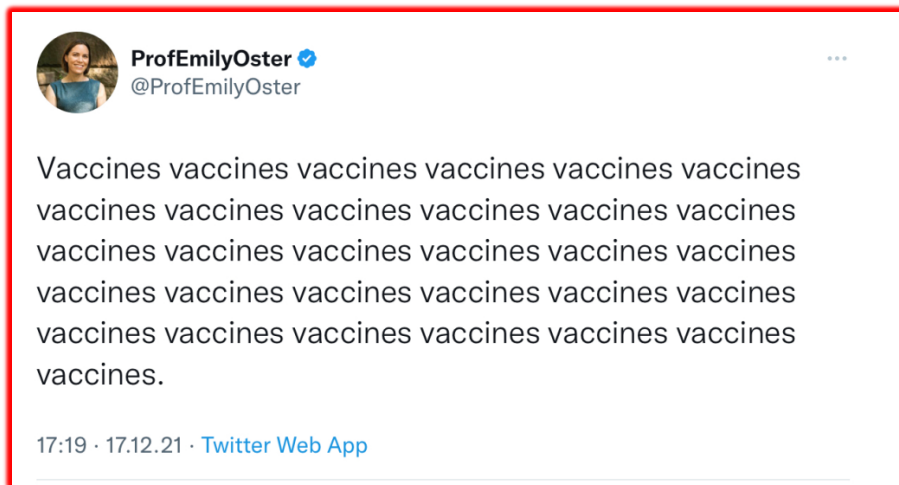 ProfEmilyOster
@ProfEmilyOster
Vaccines vaccines vaccines vaccines vaccines vaccines
vaccines vaccines vaccines vaccines vaccines vaccines
vaccines vaccines vaccines vaccines vaccines vaccines
vaccines vaccines vaccines vaccines vaccines vaccines
vaccines vaccines vaccines vaccines vaccines vaccines
vaccines.
17:19 · 17.12.21 · Twitter Web App